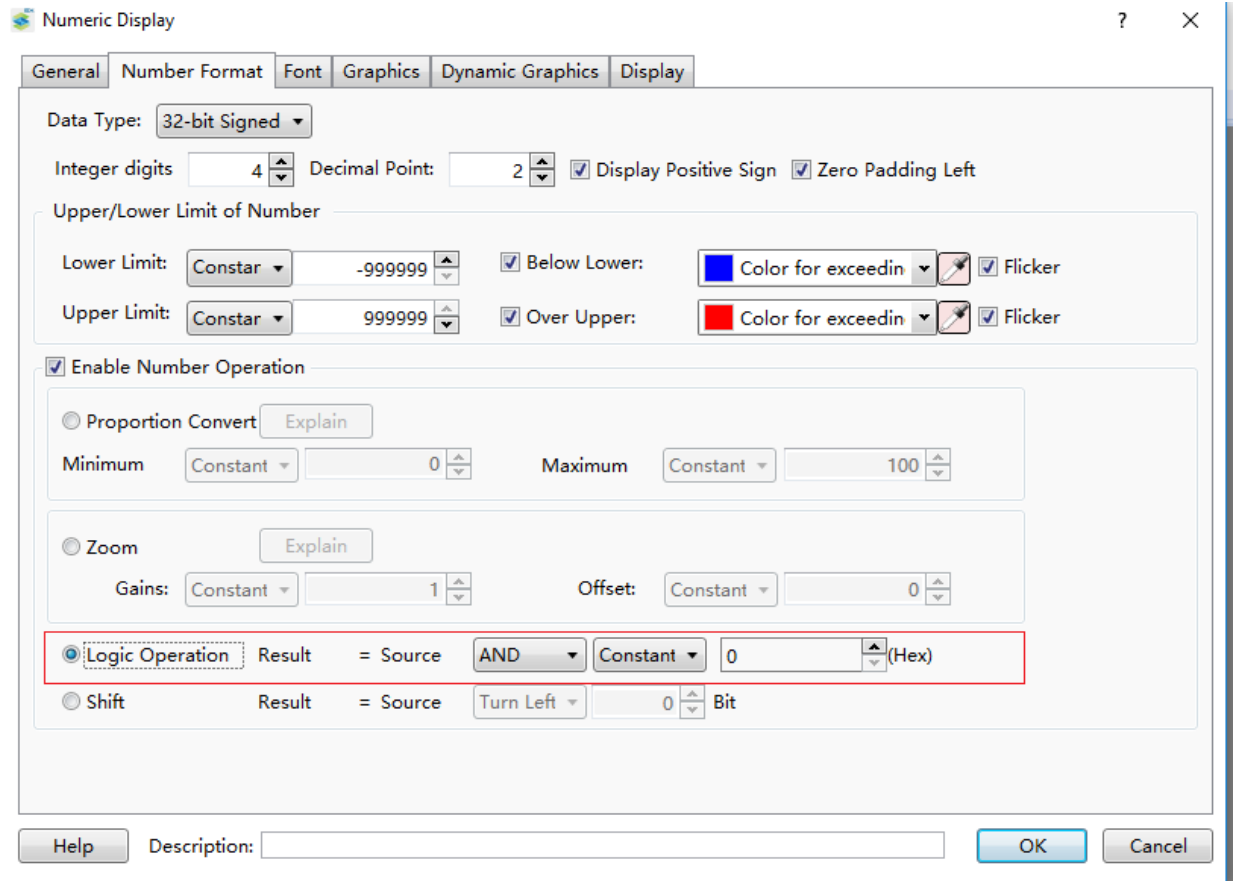 Numeric Display ?
General Number Format Font Graphics Dynamic Graphics Display
Data Type: 32-bit Signed
Integer digits 4 Decimal Point: 2 Display Positive Sign Zero Padding Left
Upper/Lower Limit of Number
Lower Limit: Constar -999999 Below Lower: Color for exceedin Flicker
Upper Limit: Constar 999999 Over Upper: Color for exceedin Flicker
Enable Number Operation
Proportion Convert Explain
Minimum Constant 0 Maximum Constant 100
Zoom Explain
Gains: Constant 1 Offset: Constant 0
Logic Operation Result = Source AND Constant 0 (Hex)
Shift Result = Source Turn Left 0 Bit
Help Description: OK Cancel